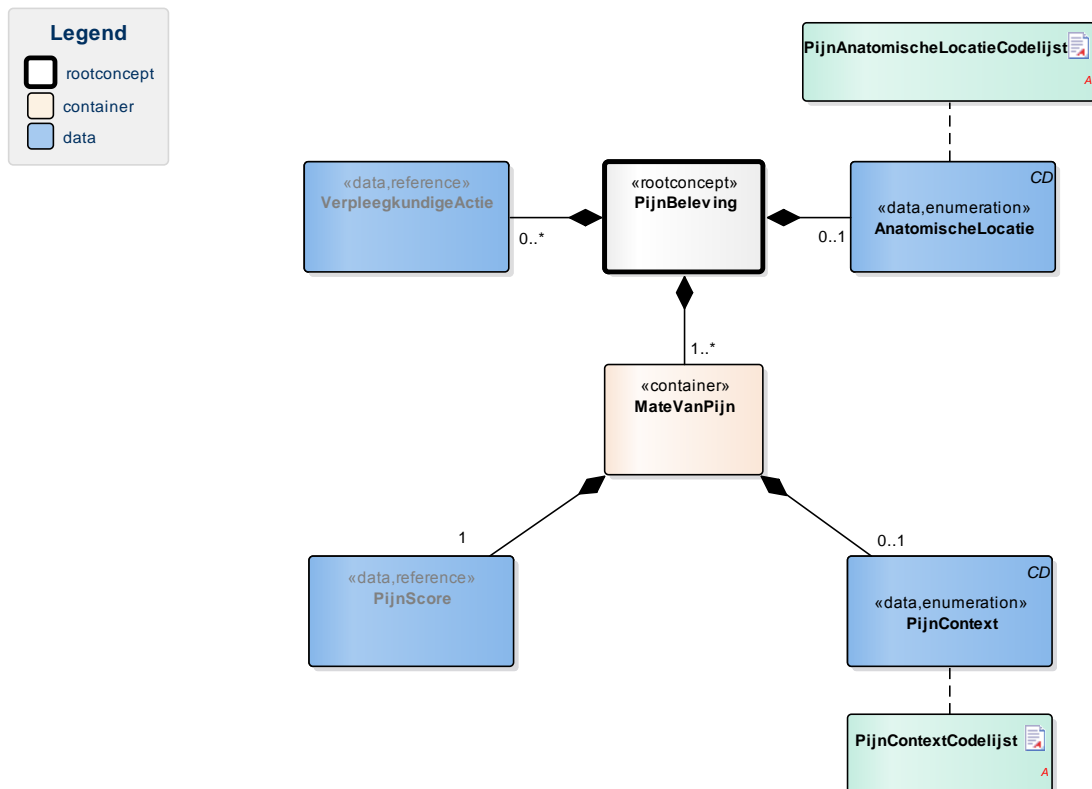 Legend
rootconcept
container
data
PijnAnatomischeLocatieCodelijst
A
«data,reference»
VerpleegkundigeActie
0..*
«rootconcept»
PijnBeleving
CD
«data,enumeration»
AnatomischeLocatie
0..1
1..*
«container»
MateVanPijn
1
0..1
«data,reference»
PijnScore
CD
«data,enumeration»
PijnContext
PijnContextCodelijst
A